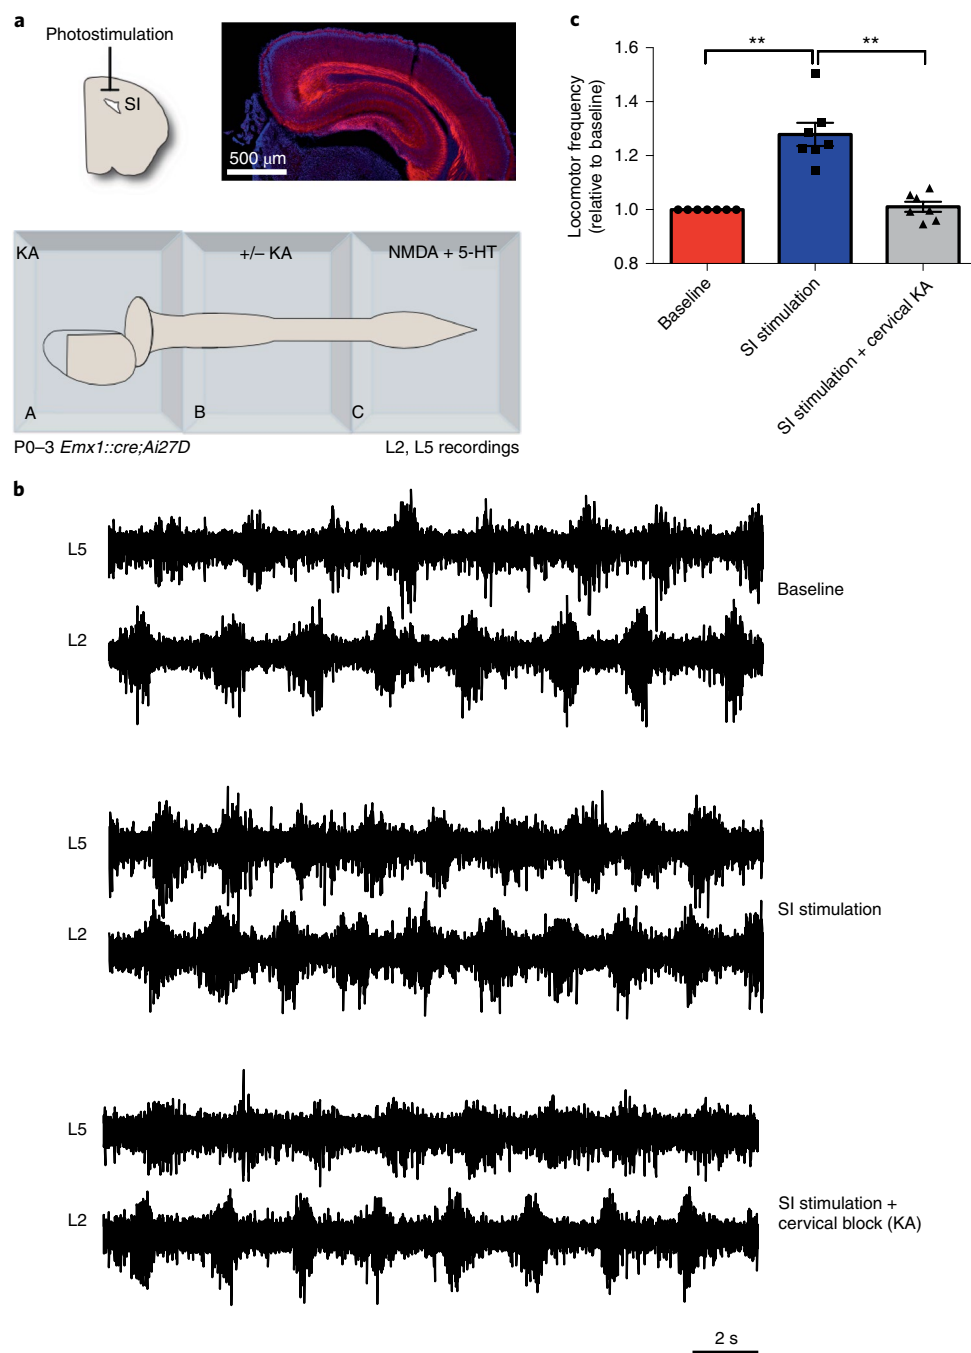 a
Photostimulation
SI
500 µm
KA
+/– KA
NMDA + 5-HT
A
B
C
P0–3 Emx1::cre;Ai27D
L2, L5 recordings
c
Locomotor frequency
(relative to baseline)
1.6
1.4
1.2
1.0
0.8
**
**
Baseline
SI stimulation
SI stimulation + cervical KA
b
L5
L2
Baseline
L5
L2
SI stimulation
L5
L2
SI stimulation +
cervical block (KA)
2 s